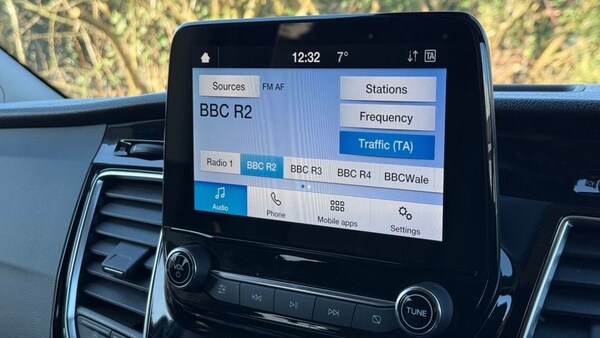 12:32 7° TA
Sources FM AF Stations
BBC R2
Frequency
Traffic (TA)
Radio 1 BBC R2 BBC R3 BBC R4 BBCWale
Audio Phone Mobile apps Settings
VOL TUNE